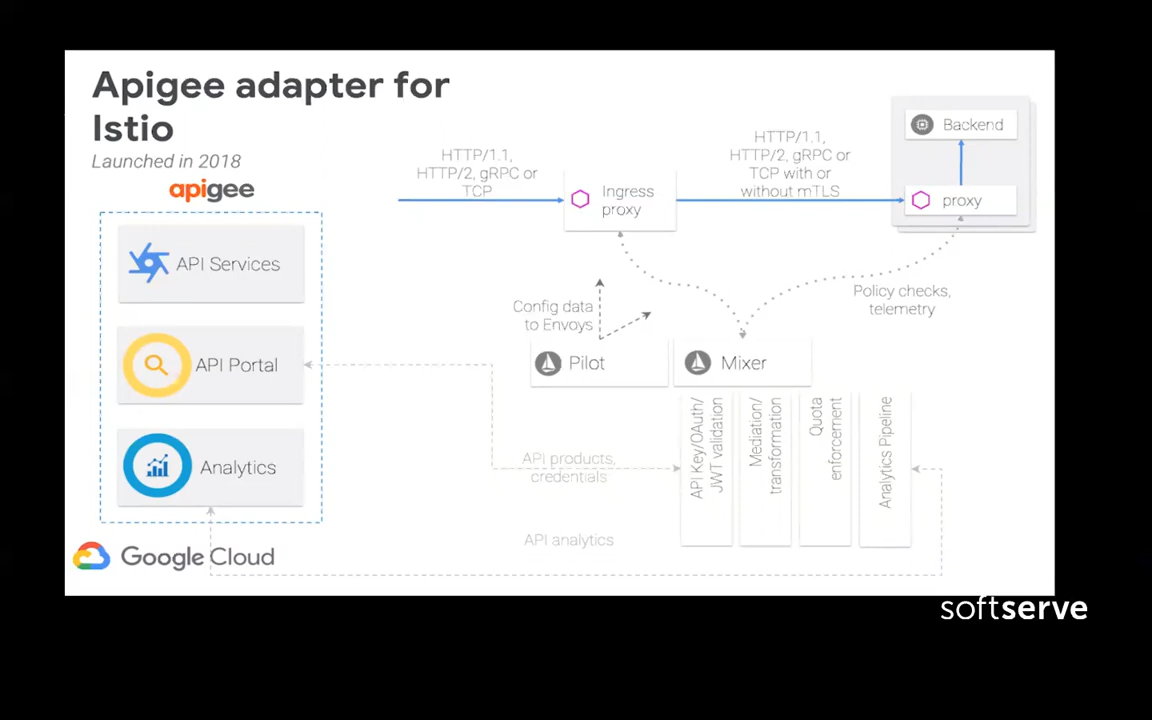 Apigee adapter for
Istio
Launched in 2018
apigee
API Services
API Portal
Analytics
Google Cloud
HTTP/1.1,
HTTP/2, gRPC or
TCP
Ingress
proxy
HTTP/1.1,
HTTP/2, gRPC or
TCP with or
without mTLS
Backend
proxy
Policy checks,
telemetry
Config data
to Envoys
Pilot
Mixer
API Key/OAuth/
JWT validation
Mediation/
transformation
Quota
enforcement
Analytics Pipeline
API products,
credentials
API analytics
softserve